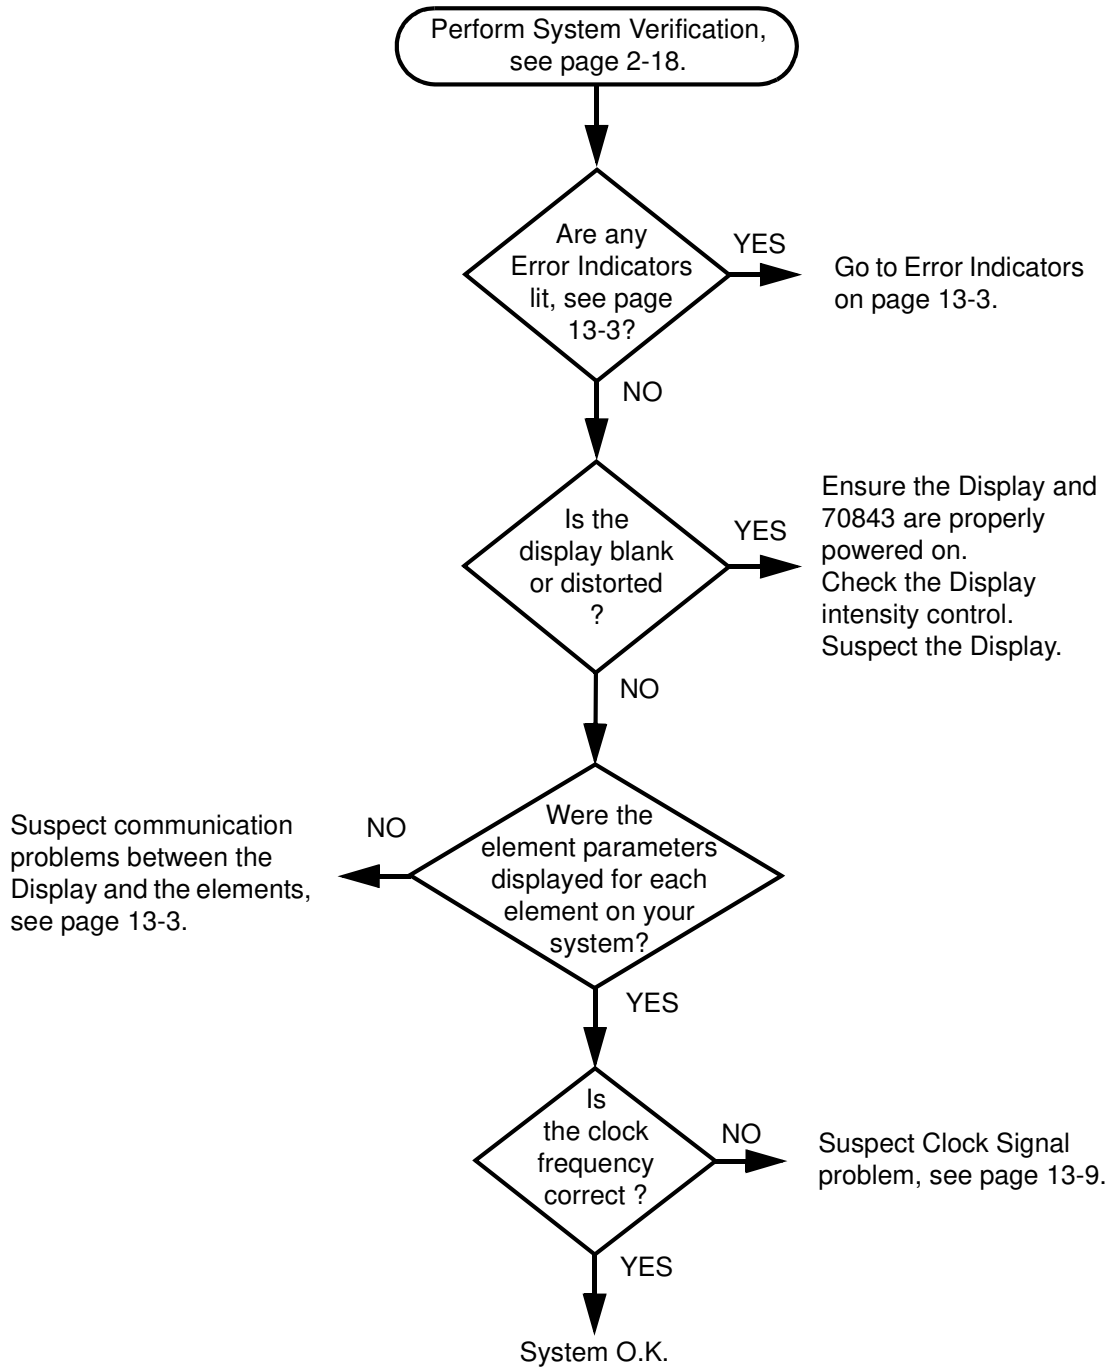 Perform System Verification,
see page 2-18.
Are any
Error Indicators
lit, see page
13-3?
YES
Go to Error Indicators
on page 13-3.
NO
Is the
display blank
or distorted
?
YES
Ensure the Display and
70843 are properly
powered on.
Check the Display
intensity control.
Suspect the Display.
NO
Were the
element parameters
displayed for each
element on your
system?
NO
Suspect communication
problems between the
Display and the elements,
see page 13-3.
YES
Is
the clock
frequency
correct ?
NO
Suspect Clock Signal
problem, see page 13-9.
YES
System O.K.